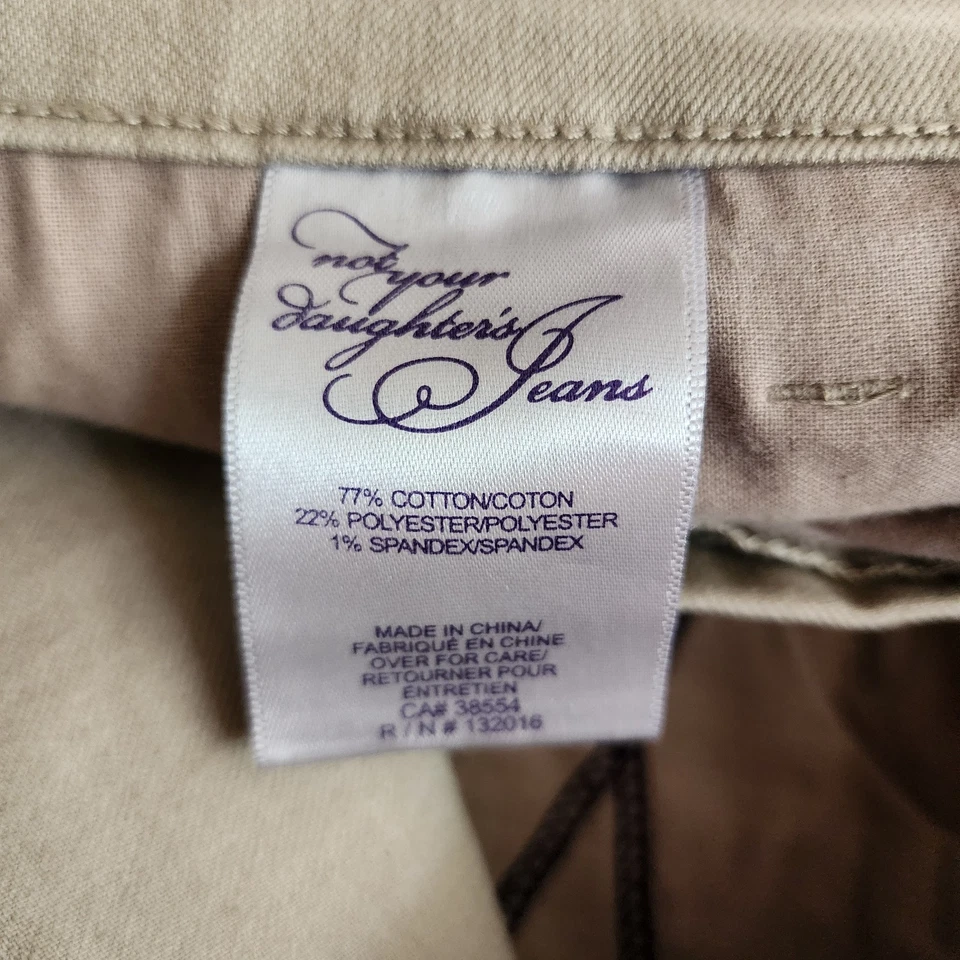 not your
daughter's Jeans
77% COTTON/COTON
22% POLYESTER/POLYESTER
1% SPANDEX/SPANDEX
MADE IN CHINA/
FABRIQUÉ EN CHINE
OVER FOR CARE/
RETOURNER POUR
ENTRETIEN
CA# 38554
R / N # 132016